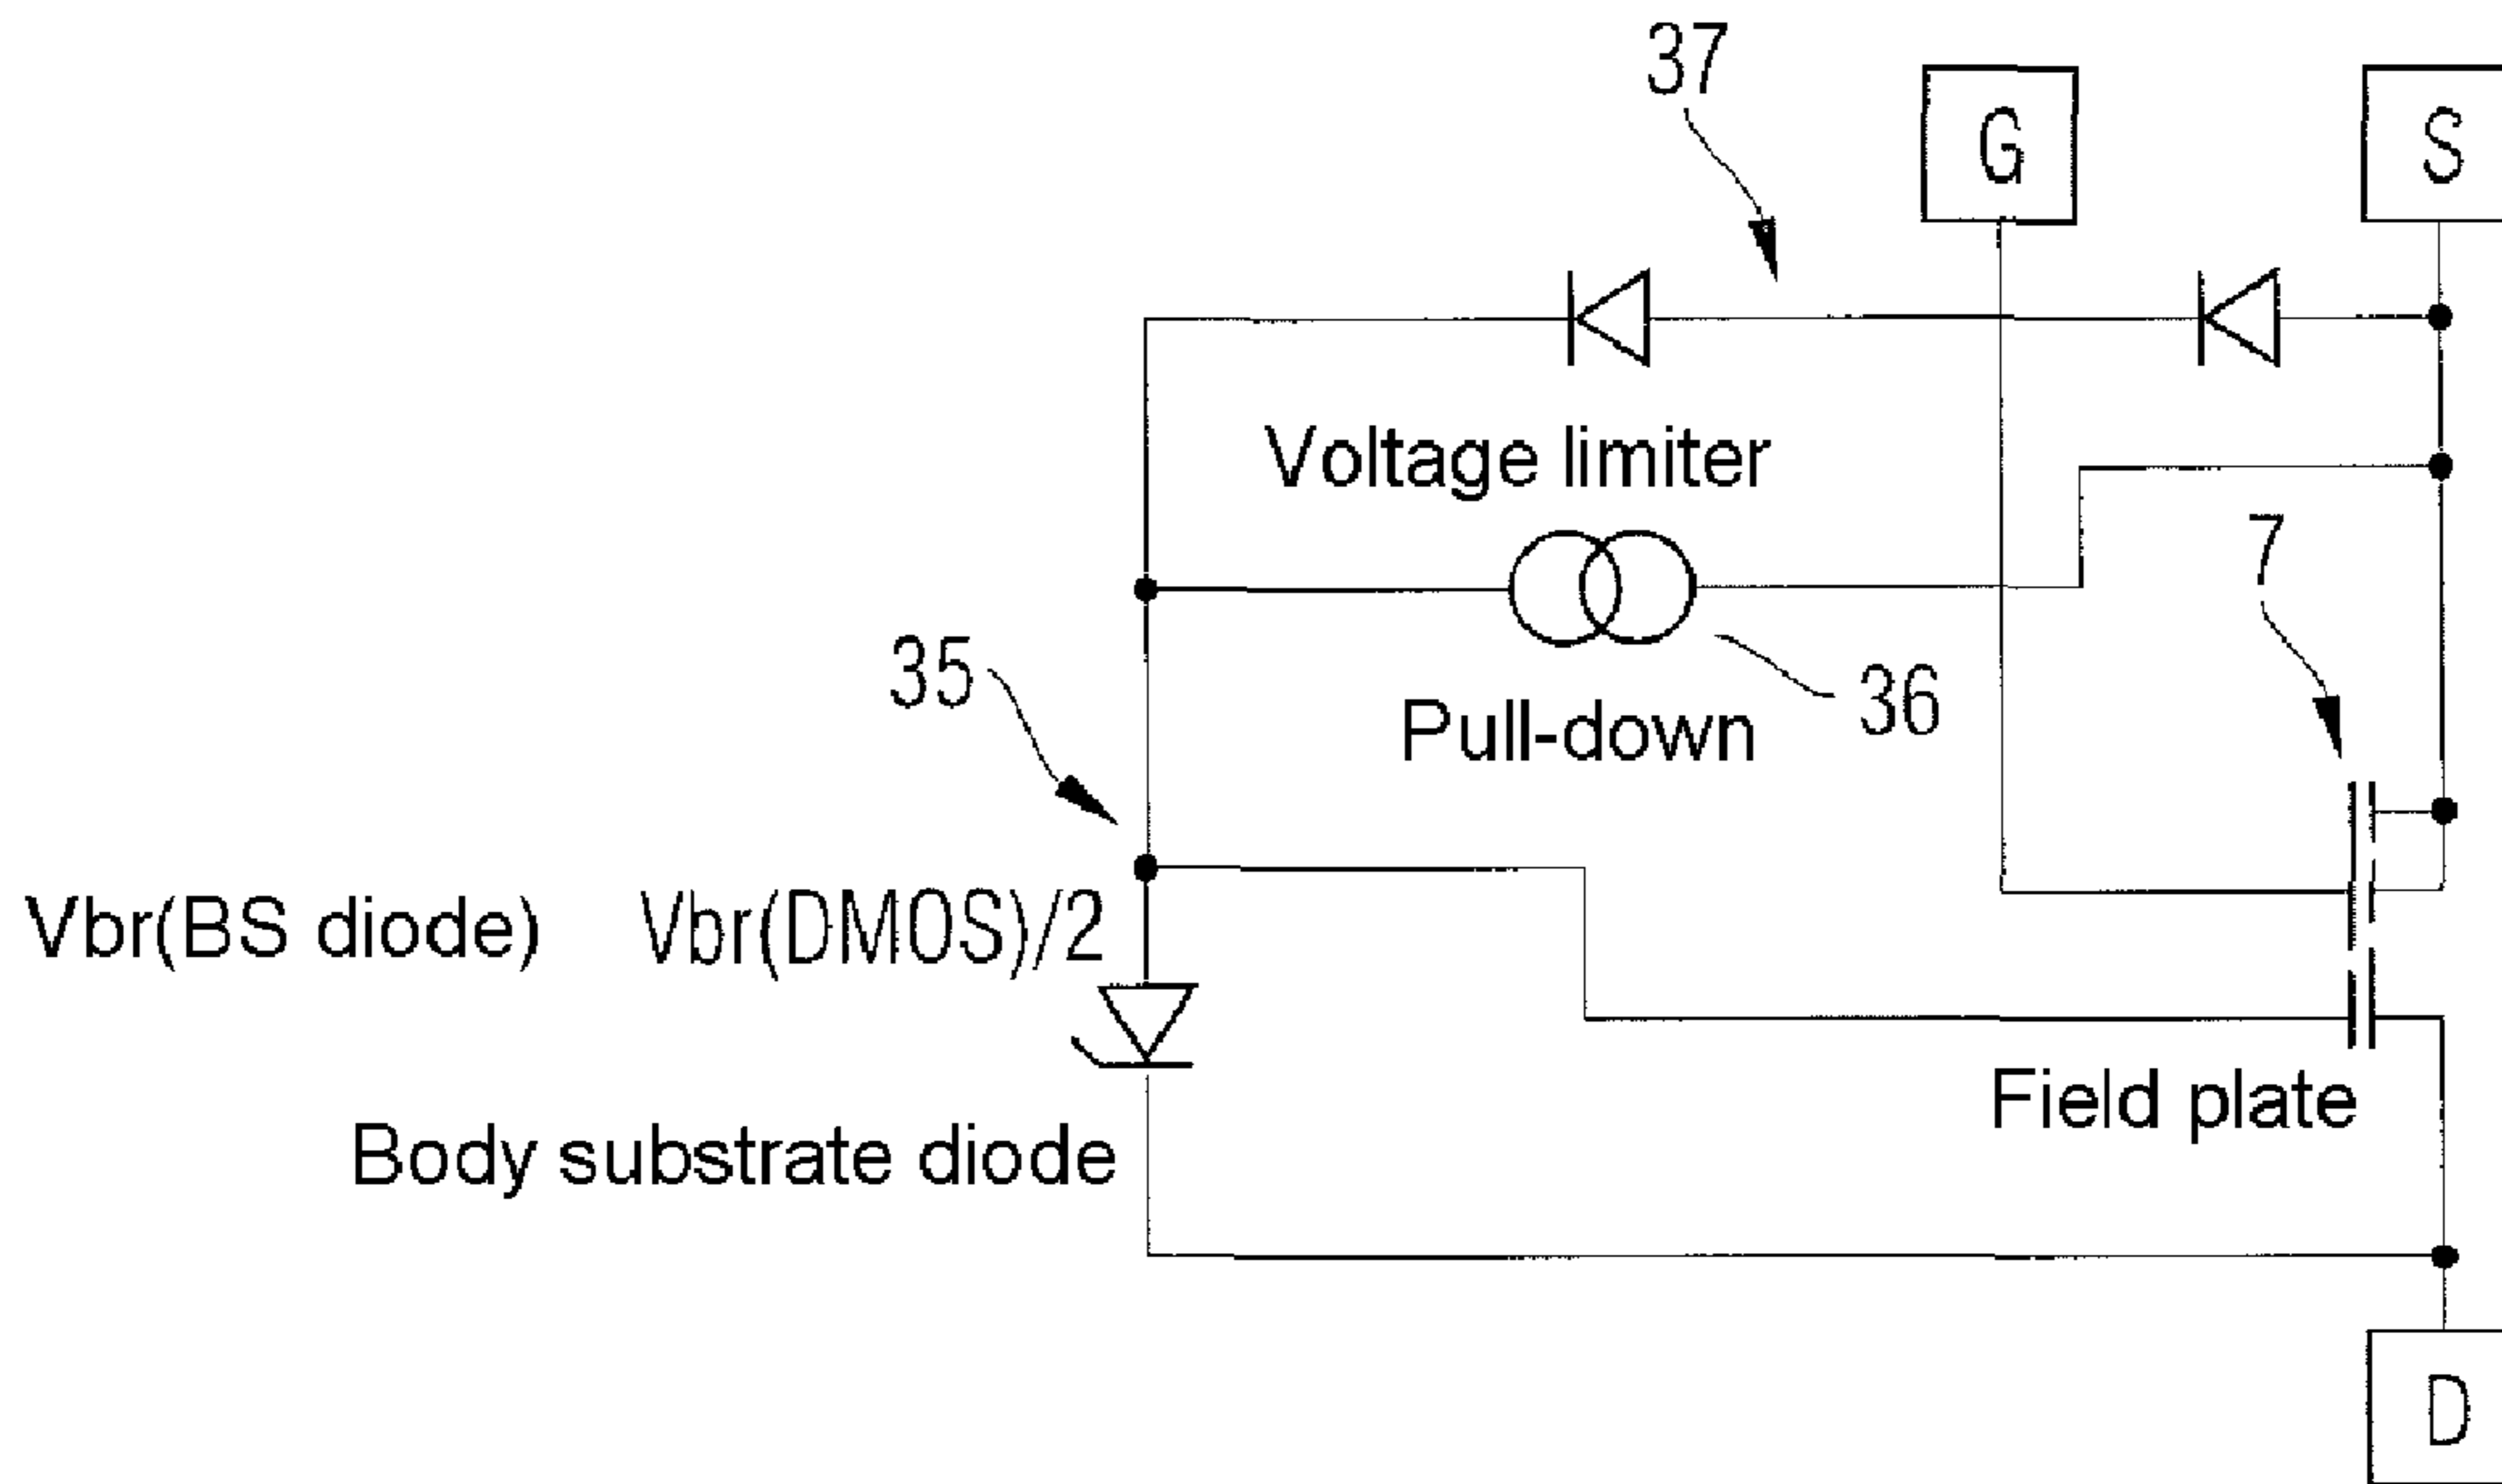 37
G
S
Voltage limiter
7
35
36
Pull-down
Vbr(BS diode) Vbr(DMOS)/2
Field plate
Body substrate diode
D